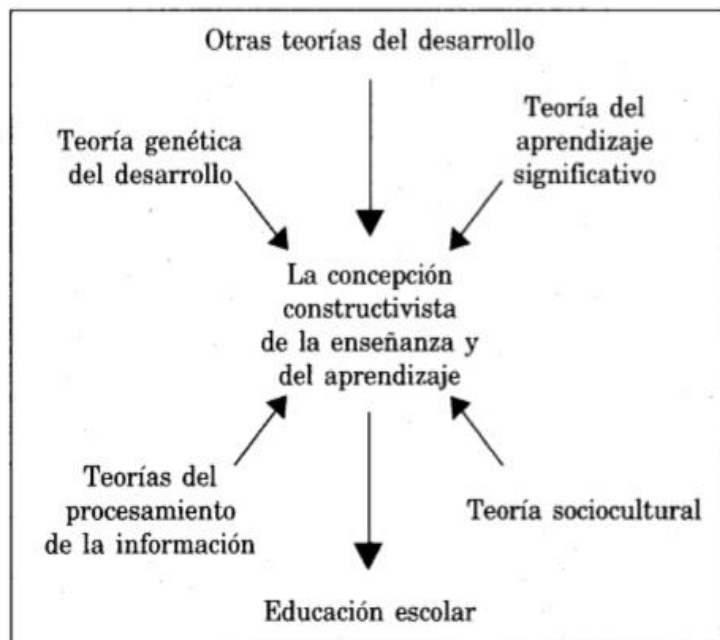 Otras teorías del desarrollo
Teoría genética
del desarrollo
Teoría del
aprendizaje
significativo
La concepción
constructivista
de la enseñanza y
del aprendizaje
Teorías del
procesamiento
de la información
Teoría sociocultural
Educación escolar